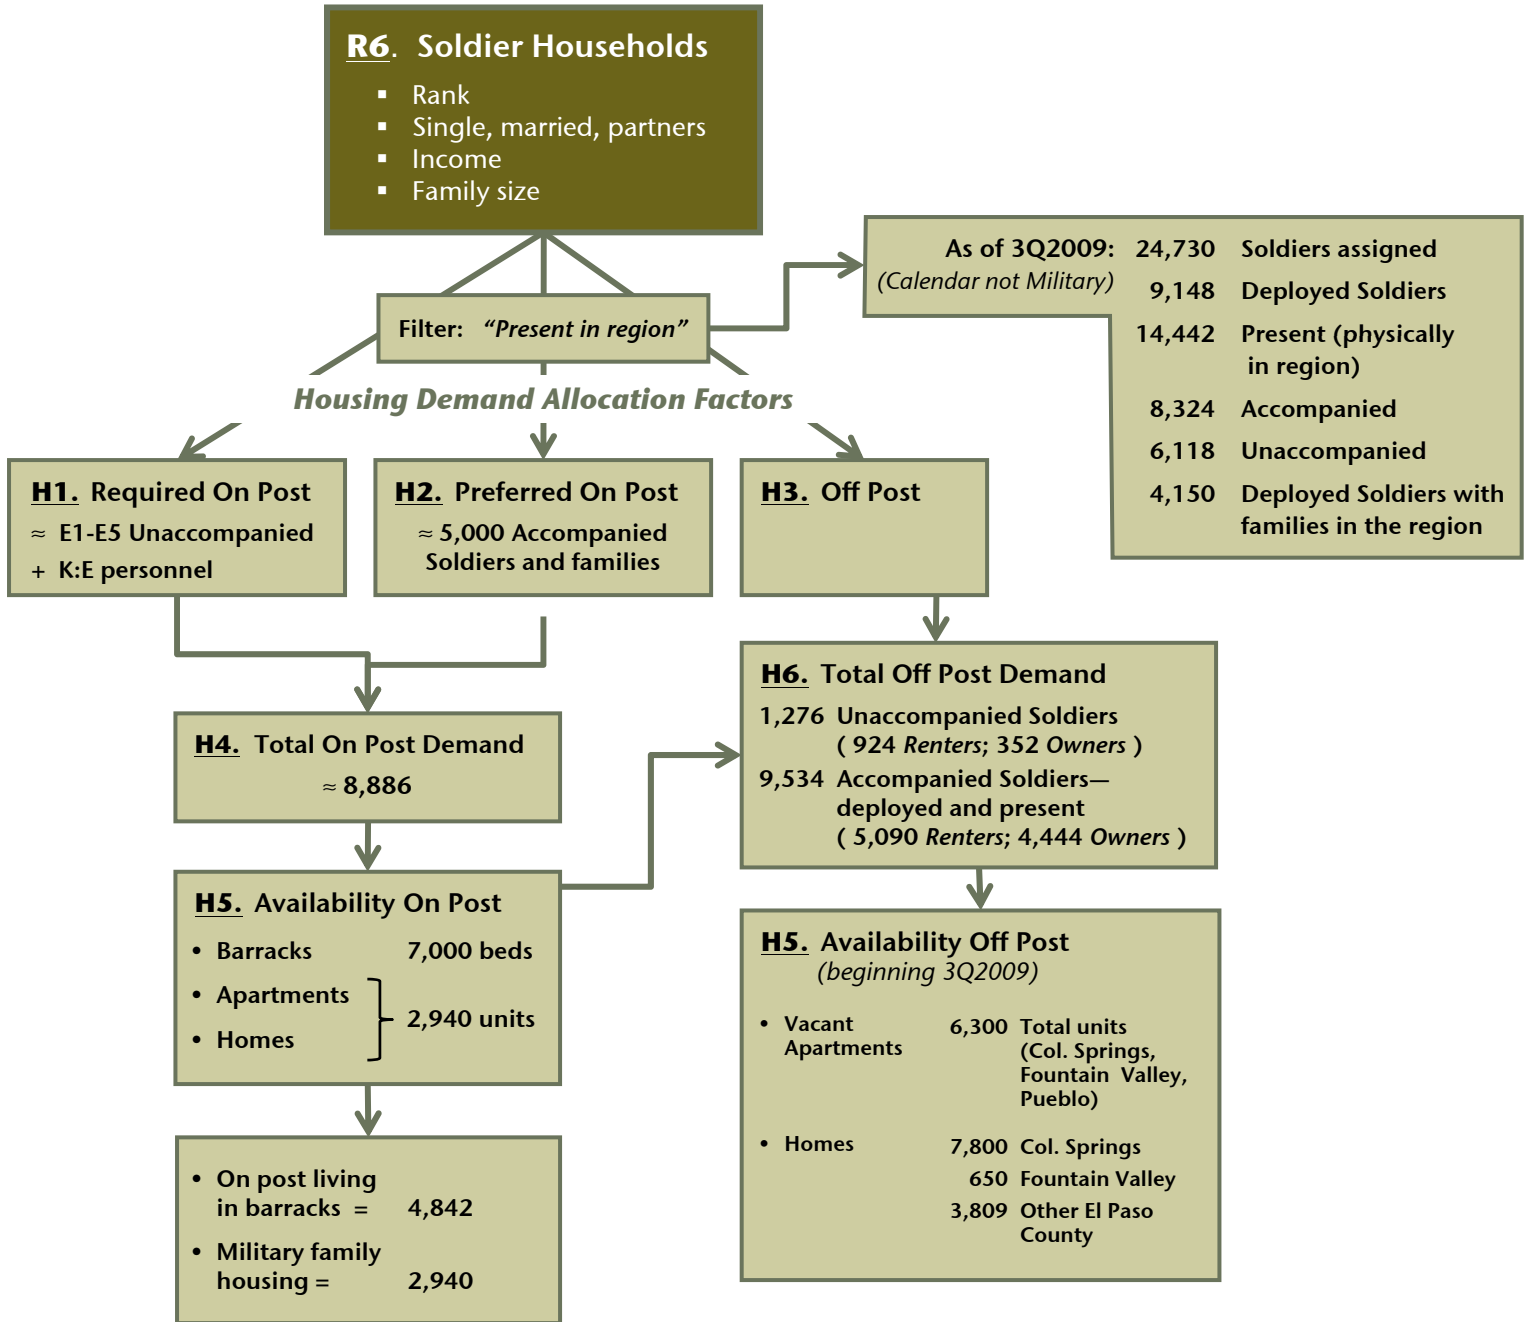 R6. Soldier Households
▪ Rank
▪ Single, married, partners
▪ Income
▪ Family size
Filter: “Present in region”
As of 3Q2009: 24,730 Soldiers assigned
(Calendar not Military)
9,148 Deployed Soldiers
14,442 Present (physically
in region)
8,324 Accompanied
6,118 Unaccompanied
4,150 Deployed Soldiers with
families in the region
Housing Demand Allocation Factors
H1. Required On Post
≈ E1-E5 Unaccompanied
+ K:E personnel
H2. Preferred On Post
≈ 5,000 Accompanied
Soldiers and families
H3. Off Post
H4. Total On Post Demand
≈ 8,886
H6. Total Off Post Demand
1,276 Unaccompanied Soldiers
( 924 Renters; 352 Owners )
9,534 Accompanied Soldiers—
deployed and present
( 5,090 Renters; 4,444 Owners )
H5. Availability On Post
• Barracks 7,000 beds
• Apartments
2,940 units
• Homes
• On post living
in barracks = 4,842
• Military family
housing = 2,940
H5. Availability Off Post
(beginning 3Q2009)
• Vacant 6,300 Total units
Apartments (Col. Springs,
Fountain Valley,
Pueblo)
• Homes 7,800 Col. Springs
650 Fountain Valley
3,809 Other El Paso
County